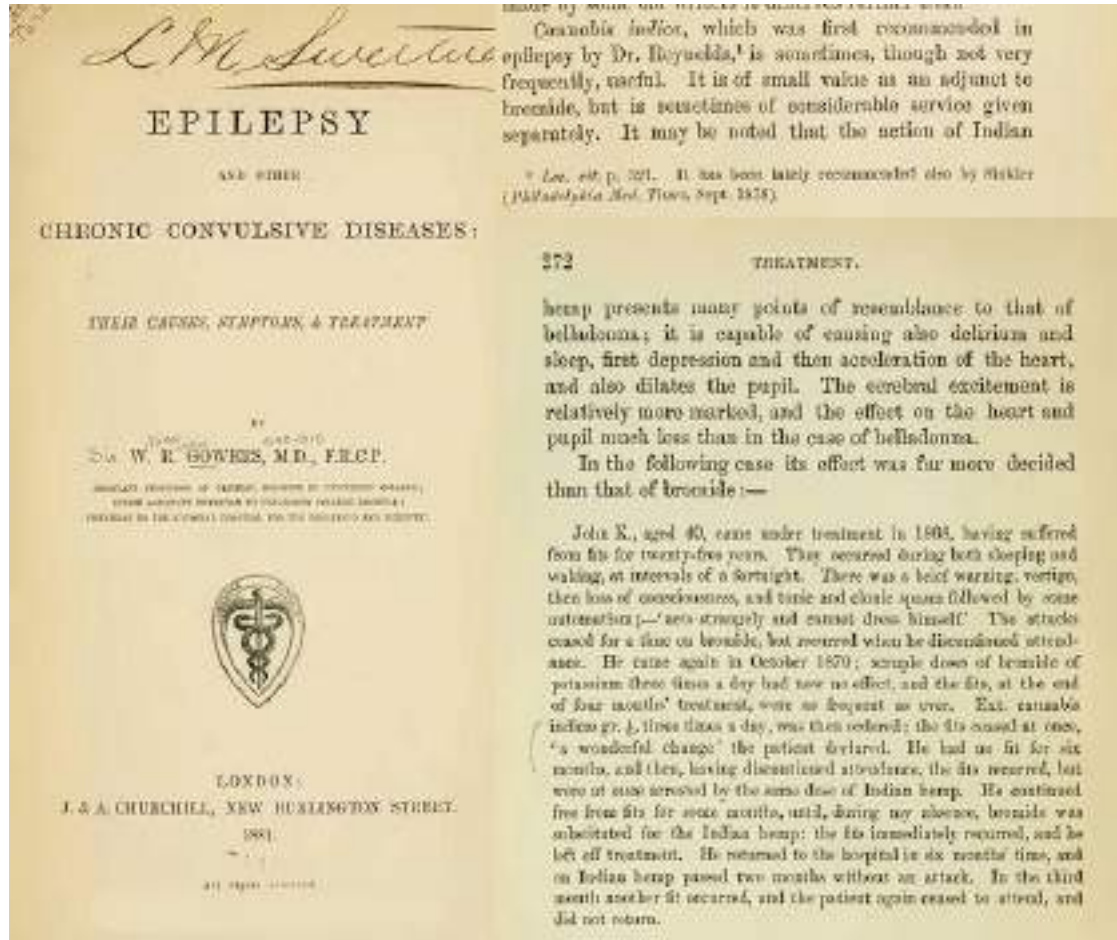 L M
EPILEPSY
AND OTHER
CHRONIC CONVULSIVE DISEASES:
THEIR CAUSES, SYMPTOMS, & TREATMENT
BY
W. R. GOWERS, M.D., F.R.C.P.
LONDON:
J. & A. CHURCHILL, NEW BURLINGTON STREET.
1881
All rights reserved
Cannabis indica, which was first recommended in
epilepsy by Dr. Reynolds,¹ is sometimes, though not very
frequently, useful. It is of small value as an adjunct to
bromide, but is sometimes of considerable service given
separately. It may be noted that the action of Indian
Loc. cit. p. It has been lately recommended also by
(Philadelphia Med. Times, Sept. 1878).
272 TREATMENT.
hemp presents many points of resemblance to that of
belladonna; it is capable of causing also delirium and
sleep, first depression and then acceleration of the heart,
and also dilates the pupil. The cerebral excitement is
relatively more marked, and the effect on the heart and
pupil much less than in the case of belladonna.
In the following case its effect was far more decided
than that of bromide:—
John K., aged 40, came under treatment in 1868, having suffered
from fits for twenty-five years. They occurred during both sleeping and
waking, at intervals of a fortnight. There was a brief warning, vertigo,
then loss of consciousness, and tonic and clonic spasm followed by some
automatism;—'acts strangely and cannot dress himself.' The attacks
ceased for a time on bromide, but recurred when he discontinued attend-
ance. He came again in October 1870; scruple doses of bromide of
potassium three times a day had now no effect, and the fits, at the end
of four months' treatment, were as frequent as ever. Ext. cannabis
indicæ gr. three times a day, was then ordered; the fits ceased at once,
'a wonderful change' the patient declared. He had no fit for six
months, and then, having discontinued attendance, the fits recurred, but
were at once arrested by the same dose of Indian hemp. He continued
free from fits for some months, until, during my absence, bromide was
substituted for the Indian hemp: the fits immediately recurred, and he
left off treatment. He returned to the hospital in six months' time, and
on Indian hemp passed two months without an attack. In the third
month another fit occurred, and the patient again ceased to attend, and
did not return.